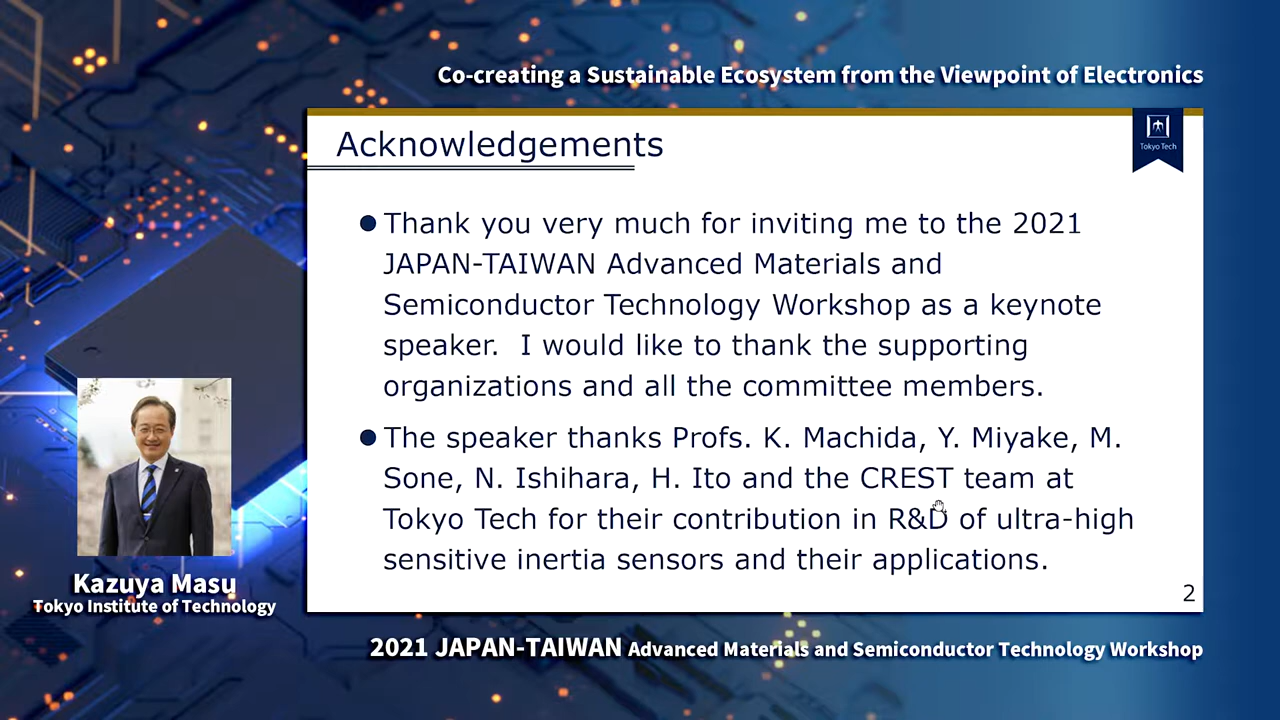 Co-creating a Sustainable Ecosystem from the Viewpoint of Electronics
Acknowledgements
Tokyo Tech
● Thank you very much for inviting me to the 2021
JAPAN-TAIWAN Advanced Materials and
Semiconductor Technology Workshop as a keynote
speaker. I would like to thank the supporting
organizations and all the committee members.
● The speaker thanks Profs. K. Machida, Y. Miyake, M.
Sone, N. Ishihara, H. Ito and the CREST team at
Tokyo Tech for their contribution in R&D of ultra-high
sensitive inertia sensors and their applications.
2
Kazuya Masu
Tokyo Institute of Technology
2021 JAPAN-TAIWAN Advanced Materials and Semiconductor Technology Workshop